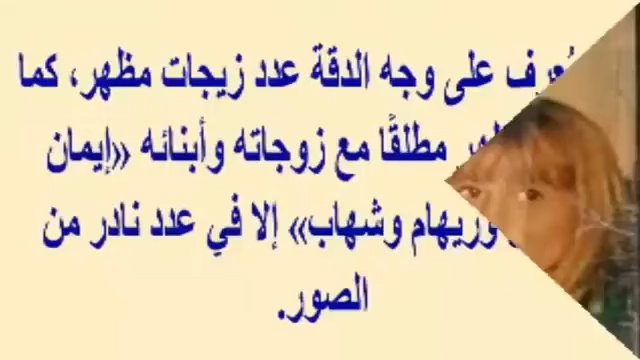 يُعرف على وجه الدقة عدد زيجات مظهر، كما
مطلقًا مع زوجاته وأبنائه «إيمان
وريهام وشهاب» إلا في عدد نادر من
الصور.